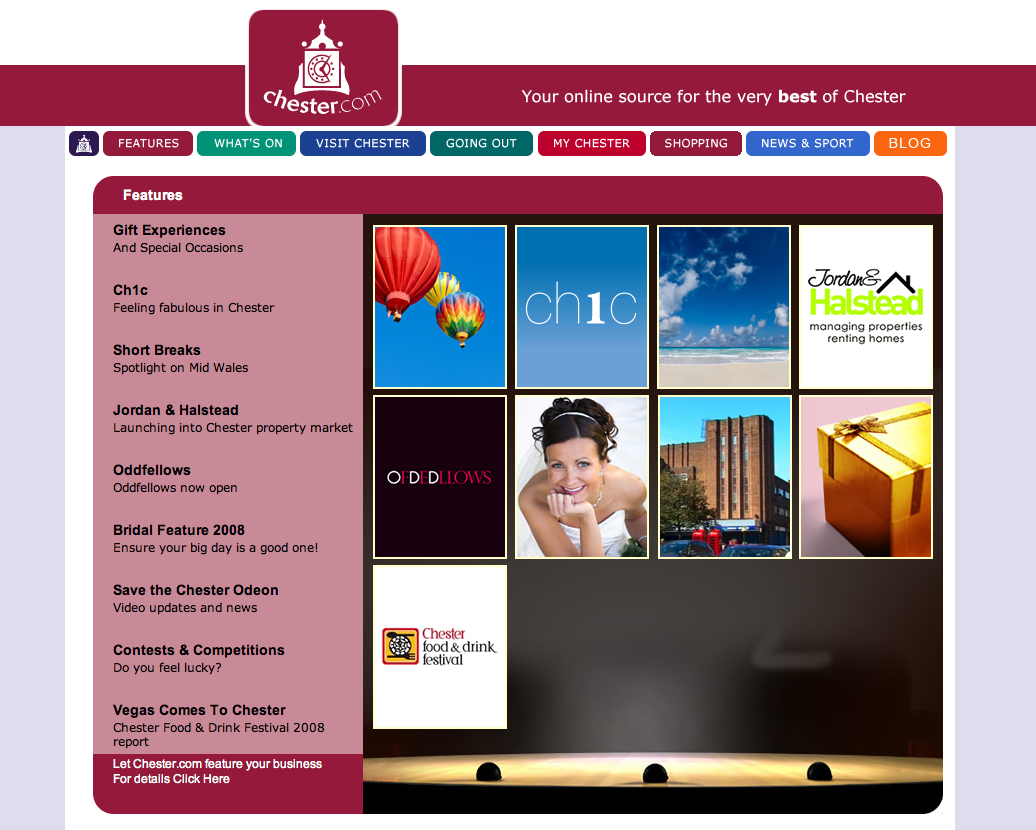 chester.com
Your online source for the very best of Chester
FEATURES
WHAT'S ON
VISIT CHESTER
GOING OUT
MY CHESTER
SHOPPING
NEWS & SPORT
BLOG
Features
Gift Experiences
And Special Occasions
Ch1c
Feeling fabulous in Chester
Short Breaks
Spotlight on Mid Wales
Jordan & Halstead
Launching into Chester property market
Oddfellows
Oddfellows now open
Bridal Feature 2008
Ensure your big day is a good one!
Save the Chester Odeon
Video updates and news
Contests & Competitions
Do you feel lucky?
Vegas Comes To Chester
Chester Food & Drink Festival 2008
report
Let Chester.com feature your business
For details Click Here
ch1c
Jordan&
Halstead
managing properties
renting homes
OFDEDLLOWS
Chester
food & drink
festival